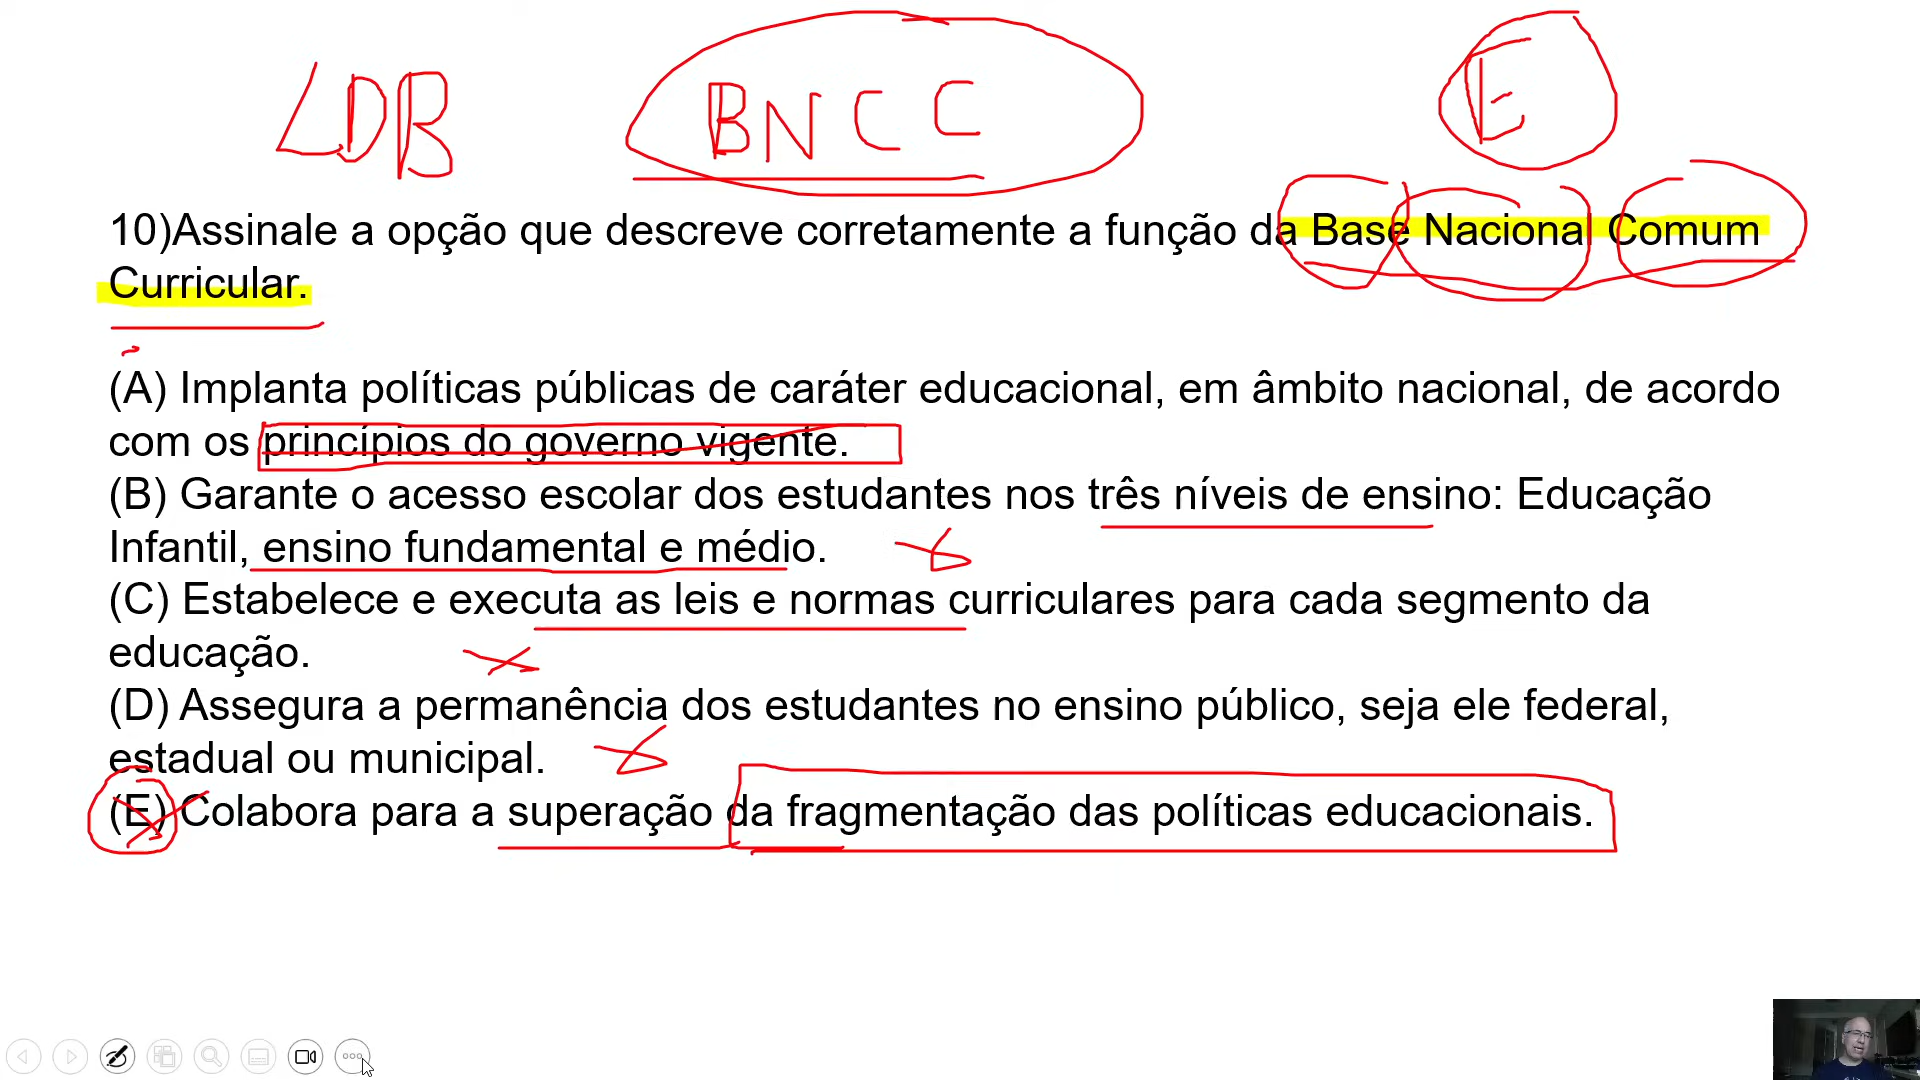 LDB BNCC E
10)Assinale a opção que descreve corretamente a função da Base Nacional Comum
Curricular.
(A) Implanta políticas públicas de caráter educacional, em âmbito nacional, de acordo
com os princípios do governo vigente.
(B) Garante o acesso escolar dos estudantes nos três níveis de ensino: Educação
Infantil, ensino fundamental e médio.
(C) Estabelece e executa as leis e normas curriculares para cada segmento da
educação.
(D) Assegura a permanência dos estudantes no ensino público, seja ele federal,
estadual ou municipal.
(E) Colabora para a superação da fragmentação das políticas educacionais.